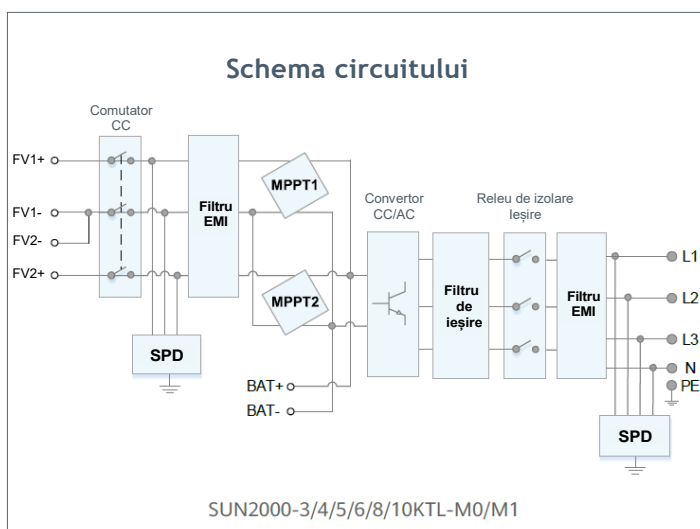 Schema circuitului
Comutator
CC
FV1+
FV1-
FV2-
FV2+
Filtru
EMI
MPPT1
MPPT2
SPD
BAT+
BAT-
Convertor
CC/AC
Filtru
de
ieșire
Releu de izolare
Ieșire
Filtru
EMI
L1
L2
L3
N
PE
SPD
SUN2000-3/4/5/6/8/10KTL-M0/M1